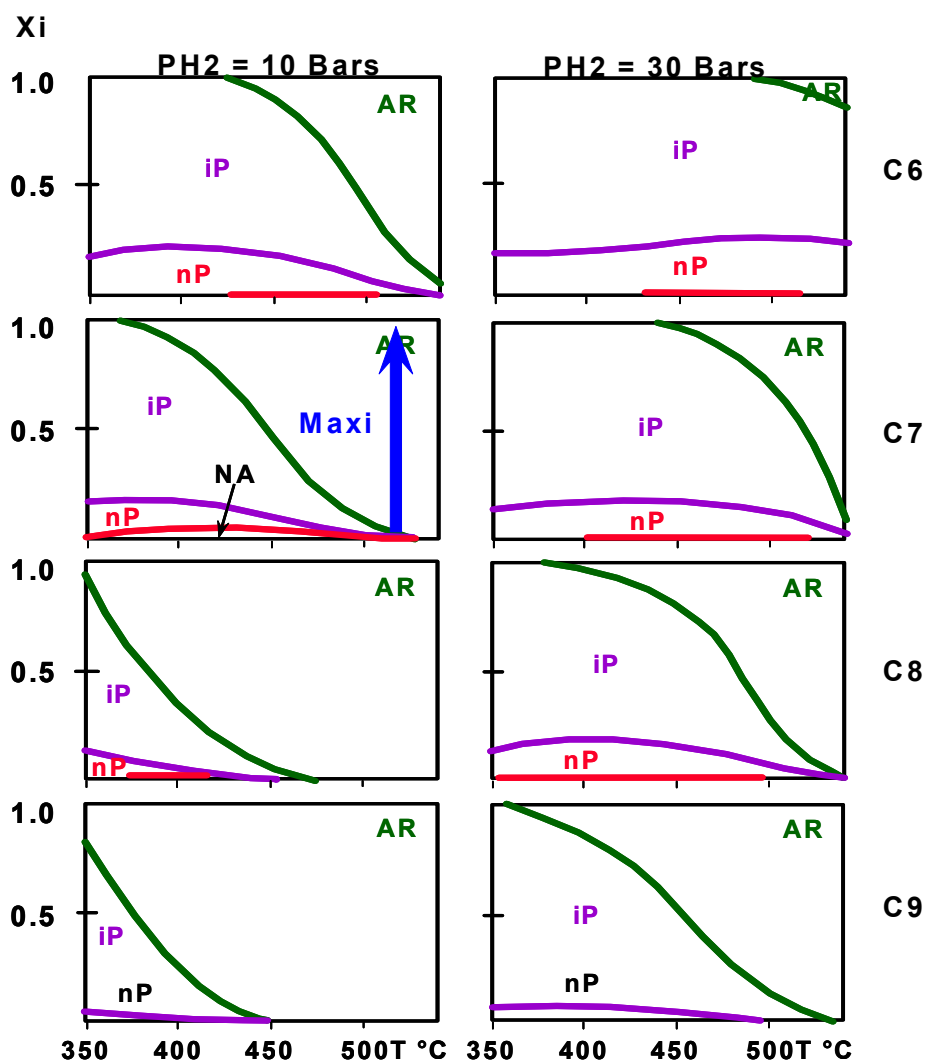 Xi
PH2 = 10 Bars
PH2 = 30 Bars
1.0
AR
AR
iP
iP
C6
0.5
nP
nP
1.0
AR
AR
iP
Maxi
iP
C7
0.5
NA
nP
nP
1.0
AR
AR
iP
iP
C8
0.5
nP
nP
1.0
AR
AR
iP
iP
C9
0.5
nP
nP
350 400 450 500T °C
350 400 450 500T °C